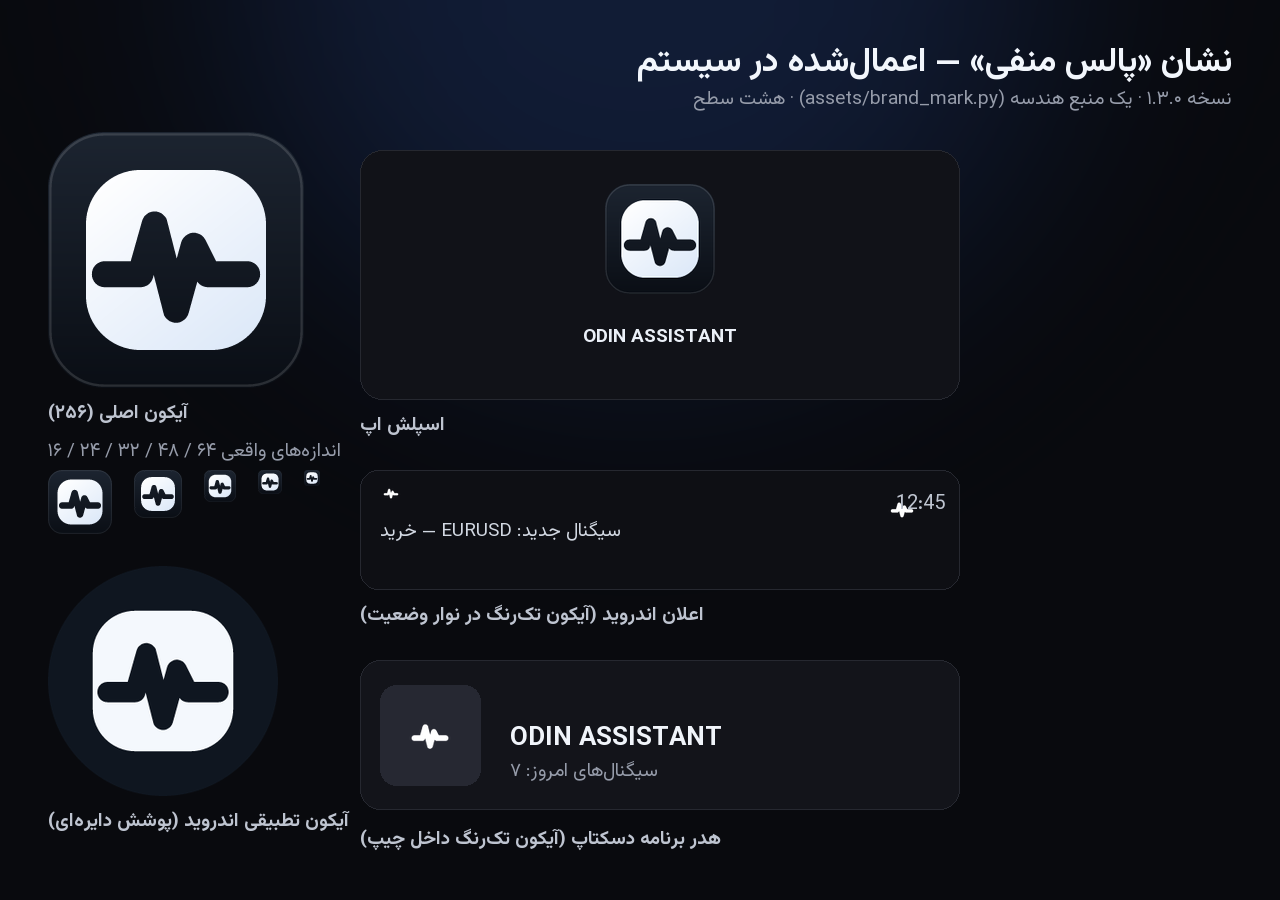 نشان «پالس منفی» — اعمال‌شده در سیستم
نسخه ۱.۳.۰ · یک منبع هندسه (assets/brand_mark.py) · هشت سطح
آیکون اصلی (۲۵۶)
اندازه‌های واقعی ۶۴ / ۴۸ / ۳۲ / ۲۴ / ۱۶
آیکون تطبیقی اندروید (پوشش دایره‌ای)
ODIN ASSISTANT
اسپلش اپ
12:45
سیگنال جدید: EURUSD — خرید
اعلان اندروید (آیکون تک‌رنگ در نوار وضعیت)
ODIN ASSISTANT
سیگنال‌های امروز: ۷
هدر برنامه دسکتاپ (آیکون تک‌رنگ داخل چیپ)